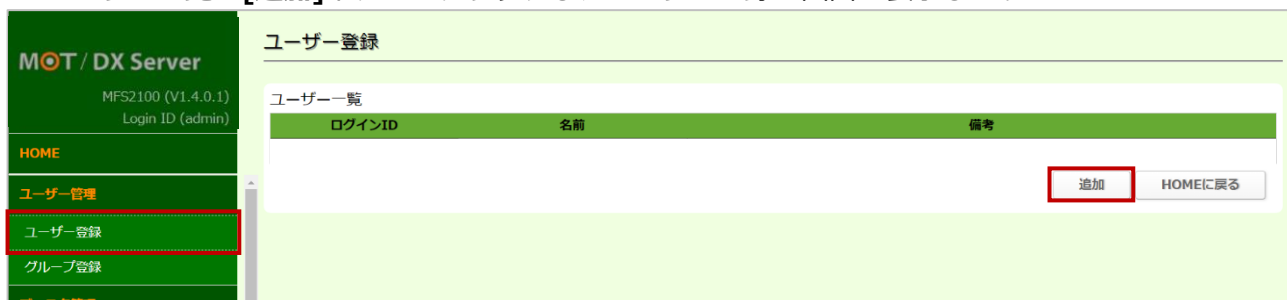 [追加]
ユーザー登録
MOT/DX Server
MFS2100 (V1.4.0.1)
Login ID (admin)
ユーザー一覧
ログインID 名前 備考
HOME
ユーザー管理
追加 HOMEに戻る
ユーザー登録
グループ登録